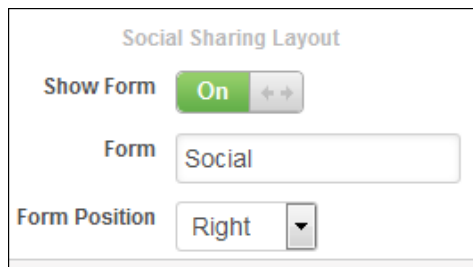 Social Sharing Layout
Show Form On
Form Social
Form Position Right